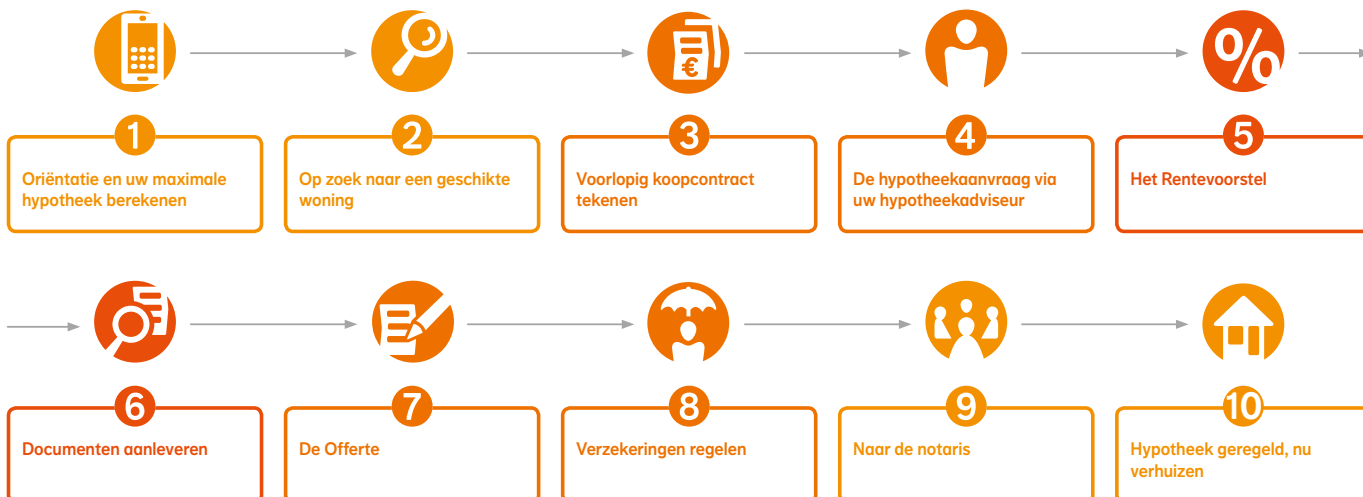 %
€
1
Oriëntatie en uw maximale
hypotheek berekenen
2
Op zoek naar een geschikte
woning
3
Voorlopig koopcontract
tekenen
4
De hypotheekaanvraag via
uw hypotheekadviseur
5
Het Rentevoorstel
6
Documenten aanleveren
7
De Offerte
8
Verzekeringen regelen
9
Naar de notaris
10
Hypotheek geregeld, nu
verhuizen